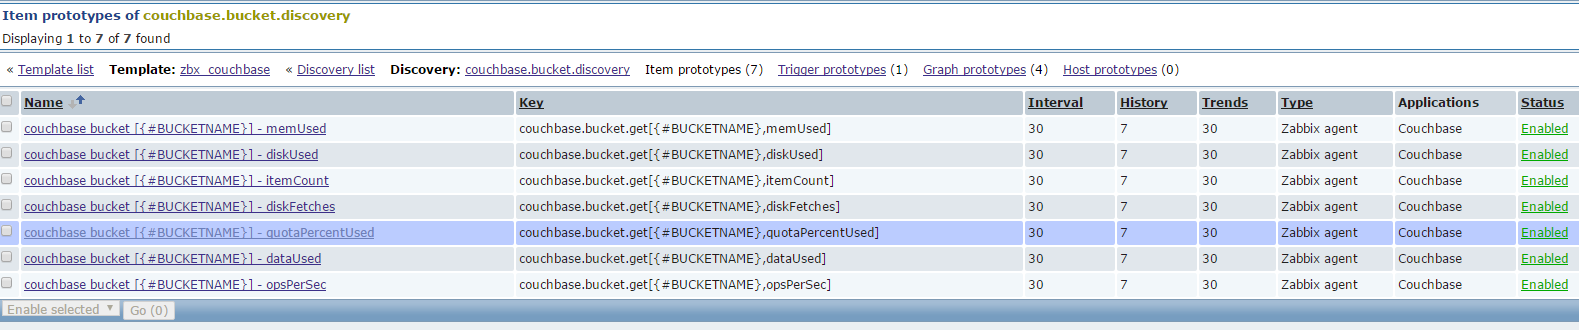 Item prototypes of couchbase.bucket.discovery
Displaying 1 to 7 of 7 found
« Template list Template: zbx_couchbase « Discovery list Discovery: couchbase.bucket.discovery Item prototypes (7) Trigger prototypes (1) Graph prototypes (4) Host prototypes (0)
Name Key Interval History Trends Type Applications Status
couchbase bucket [{#BUCKETNAME}] - memUsed couchbase.bucket.get[{#BUCKETNAME},memUsed] 30 7 30 Zabbix agent Couchbase Enabled
couchbase bucket [{#BUCKETNAME}] - diskUsed couchbase.bucket.get[{#BUCKETNAME},diskUsed] 30 7 30 Zabbix agent Couchbase Enabled
couchbase bucket [{#BUCKETNAME}] - itemCount couchbase.bucket.get[{#BUCKETNAME},itemCount] 30 7 30 Zabbix agent Couchbase Enabled
couchbase bucket [{#BUCKETNAME}] - diskFetches couchbase.bucket.get[{#BUCKETNAME},diskFetches] 30 7 30 Zabbix agent Couchbase Enabled
couchbase bucket [{#BUCKETNAME}] - quotaPercentUsed couchbase.bucket.get[{#BUCKETNAME},quotaPercentUsed] 30 7 30 Zabbix agent Couchbase Enabled
couchbase bucket [{#BUCKETNAME}] - dataUsed couchbase.bucket.get[{#BUCKETNAME},dataUsed] 30 7 30 Zabbix agent Couchbase Enabled
couchbase bucket [{#BUCKETNAME}] - opsPerSec couchbase.bucket.get[{#BUCKETNAME},opsPerSec] 30 7 30 Zabbix agent Couchbase Enabled
Enable selected Go (0)